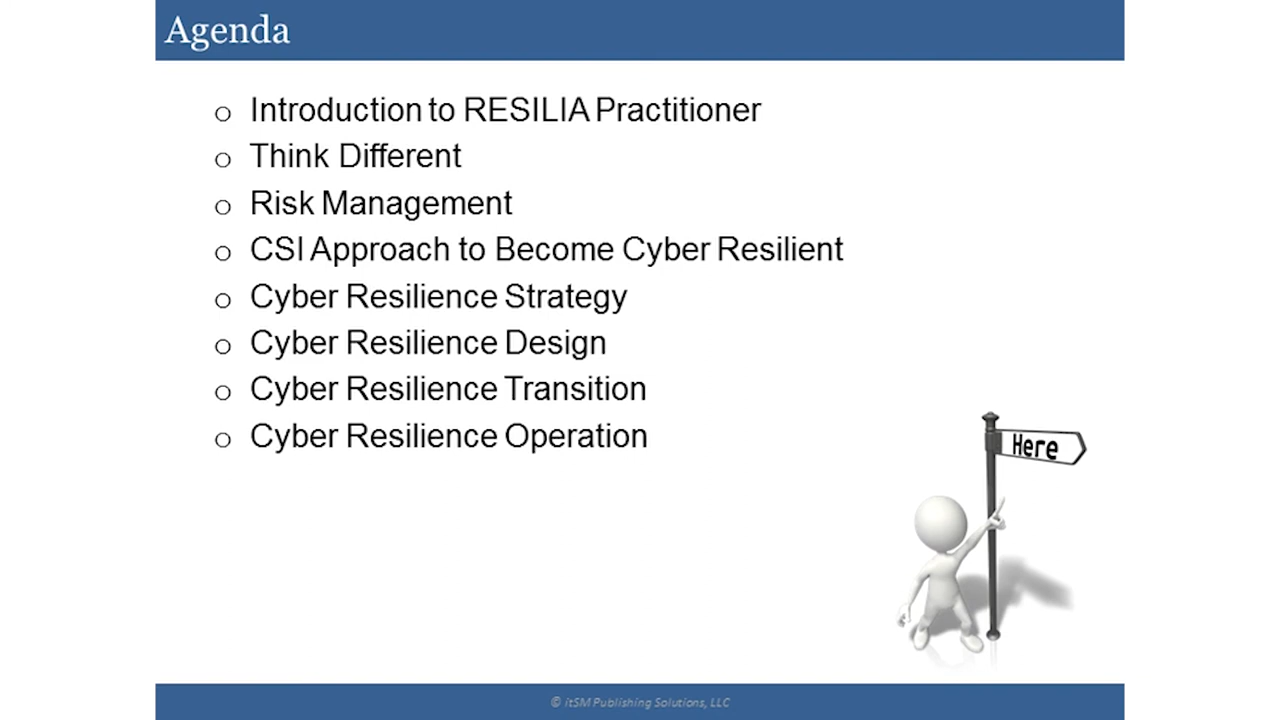 Agenda
Introduction to RESILIA Practitioner
Think Different
Risk Management
CSI Approach to Become Cyber Resilient
Cyber Resilience Strategy
Cyber Resilience Design
Cyber Resilience Transition
Cyber Resilience Operation
Here
© itSM Publishing Solutions, LLC